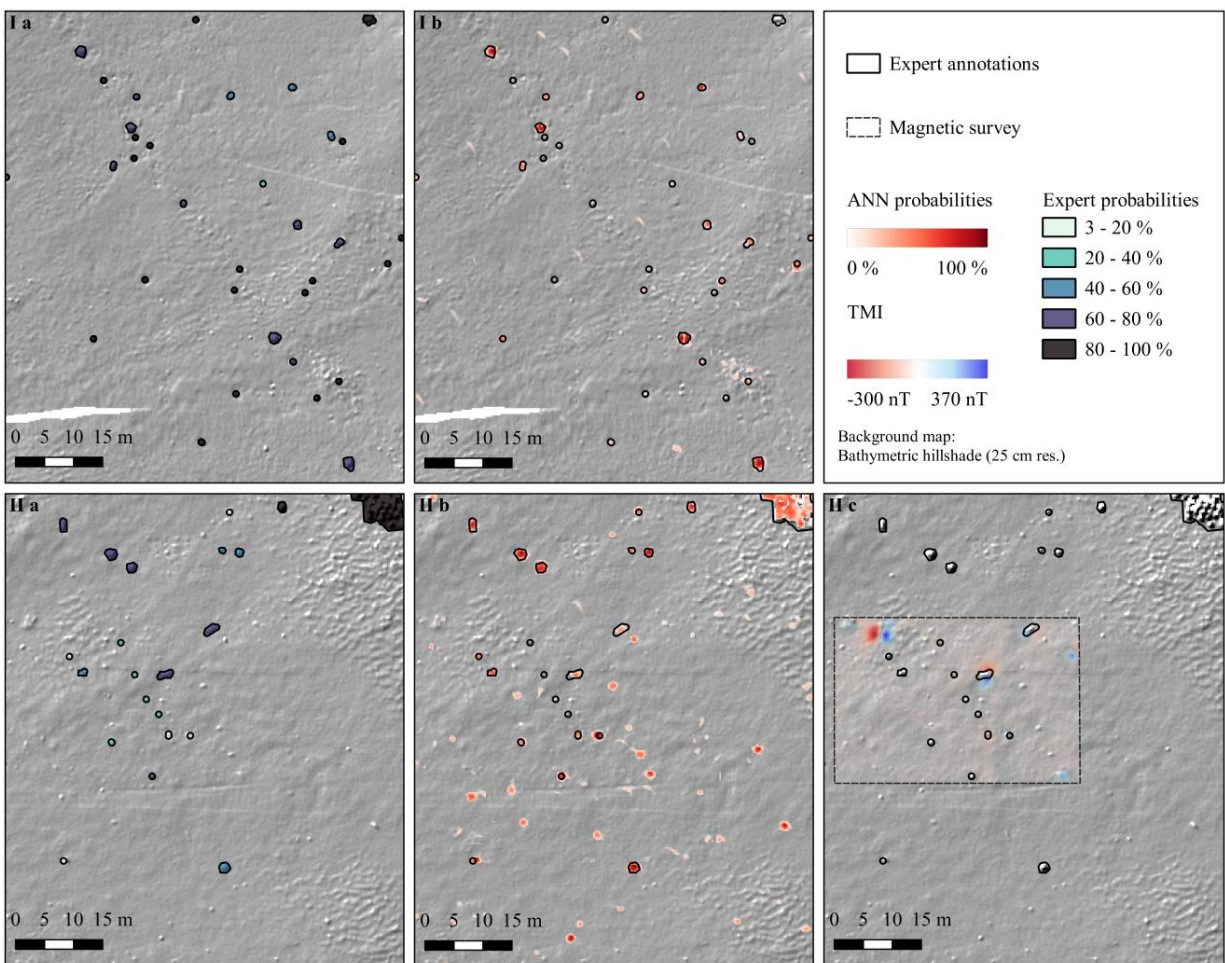 I a
I b
Expert annotations
Magnetic survey
ANN probabilities
Expert probabilities
3 - 20 %
20 - 40 %
0 %
100 %
40 - 60 %
TMI
60 - 80 %
80 - 100 %
-300 nT
370 nT
Background map:
Bathymetric hillshade (25 cm res.)
0 5 10 15 m
0 5 10 15 m
II a
II b
II c
0 5 10 15 m
0 5 10 15 m
0 5 10 15 m